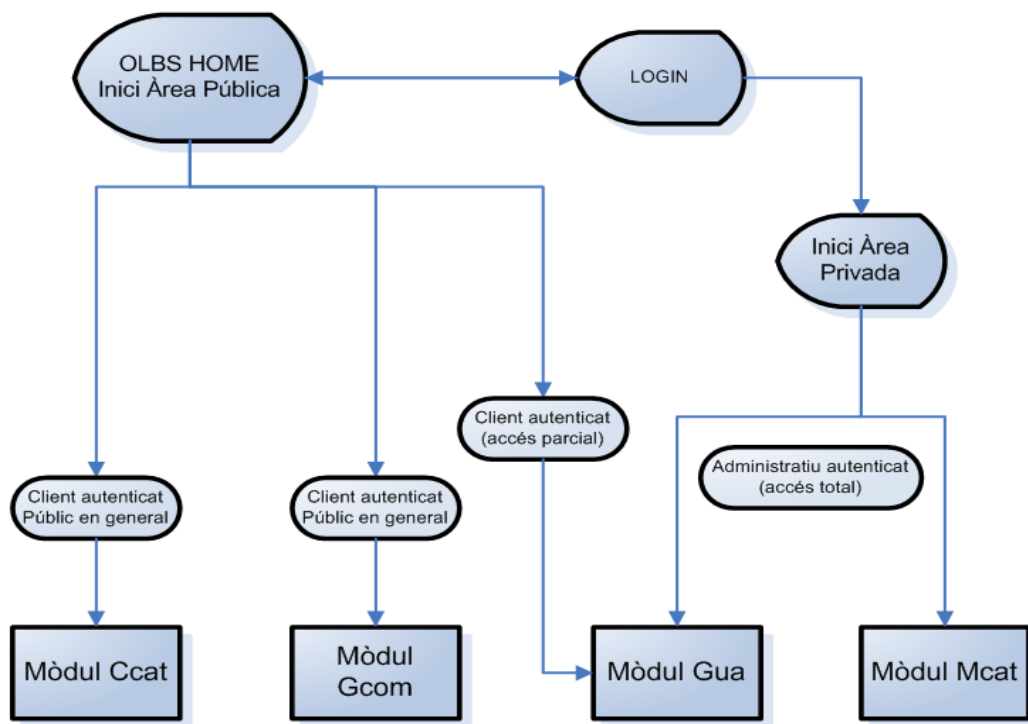 OLBS HOME
Inici Àrea Pública
LOGIN
Inici Àrea
Privada
Client autenticat
(accés parcial)
Administratiu autenticat
(accés total)
Client autenticat
Públic en general
Client autenticat
Públic en general
Mòdul Ccat
Mòdul
Gcom
Mòdul Gua
Mòdul Mcat